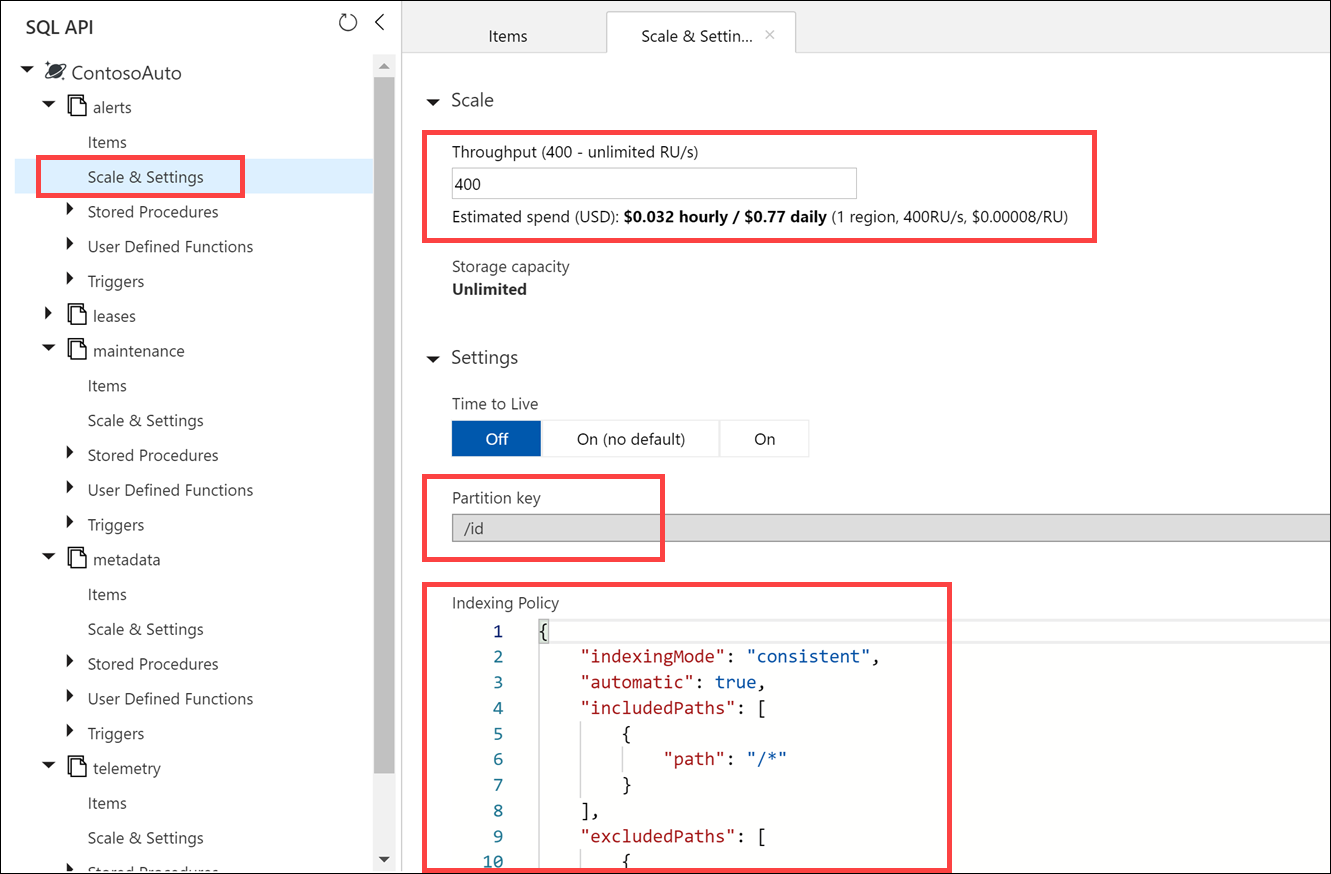 SQL API
ContosoAuto
alerts
Items
Scale & Settings
Stored Procedures
User Defined Functions
Triggers
leases
maintenance
Items
Scale & Settings
Stored Procedures
User Defined Functions
Triggers
metadata
Items
Scale & Settings
Stored Procedures
User Defined Functions
Triggers
telemetry
Items
Scale & Settings
Stored Procedures
Items
Scale & Settin...
Scale
Throughput (400 - unlimited RU/s)
400
Estimated spend (USD): $0.032 hourly / $0.77 daily (1 region, 400RU/s, $0.00008/RU)
Storage capacity
Unlimited
Settings
Time to Live
Off On (no default) On
Partition key
/id
Indexing Policy
1 {
2 "indexingMode": "consistent",
3 "automatic": true,
4 "includedPaths": [
5 {
6 "path": "/*"
7 }
8 ],
9 "excludedPaths": [
10 {